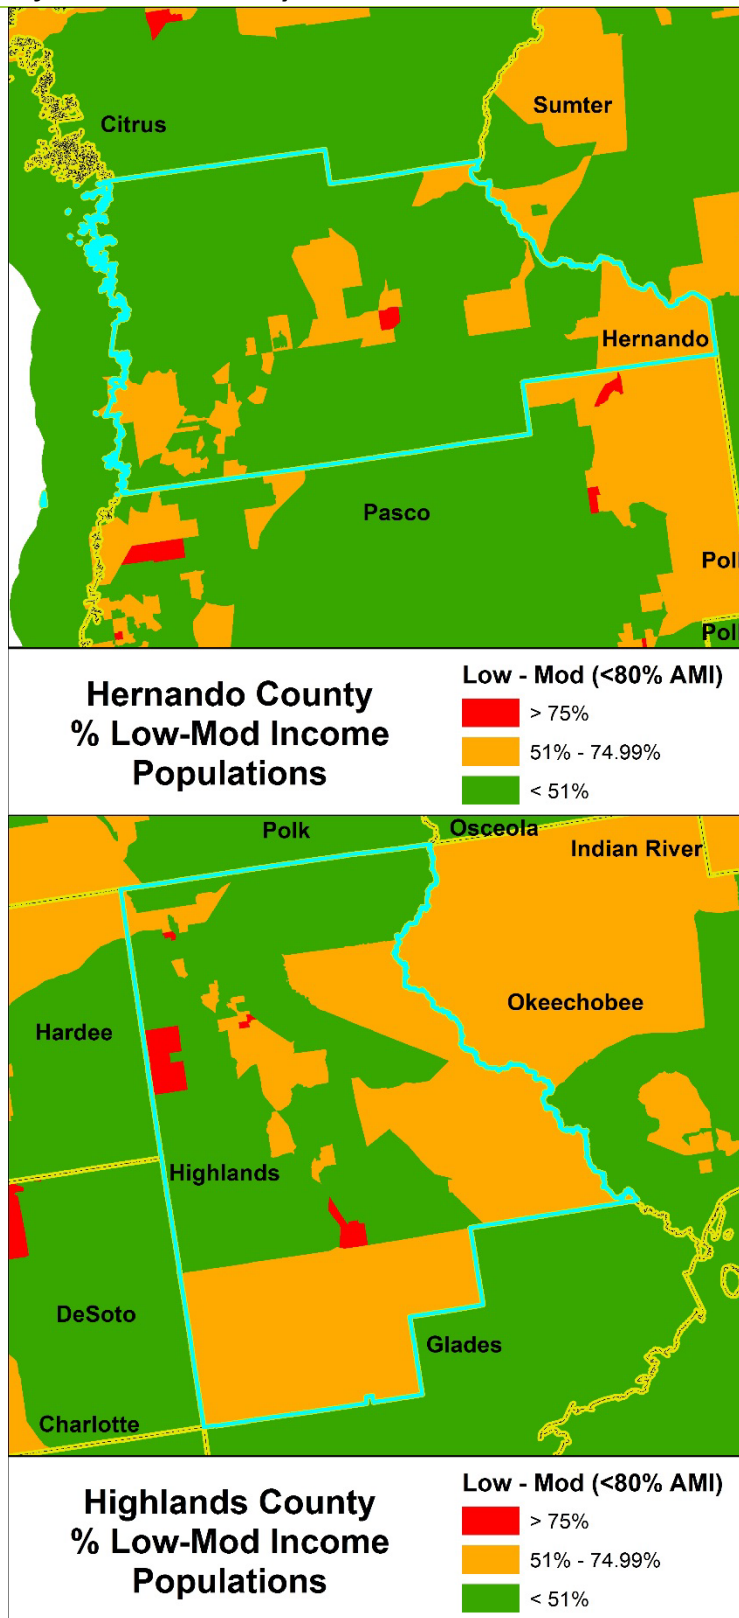 Citrus
Sumter
Hernando
Pasco
Hernando County
% Low-Mod Income
Populations
Low - Mod (<80% AMI)
> 75%
51% - 74.99%
< 51%
Polk
Osceola
Indian River
Okeechobee
Hardee
Highlands
DeSoto
Glades
Charlotte
Highlands County
% Low-Mod Income
Populations
Low - Mod (<80% AMI)
> 75%
51% - 74.99%
< 51%